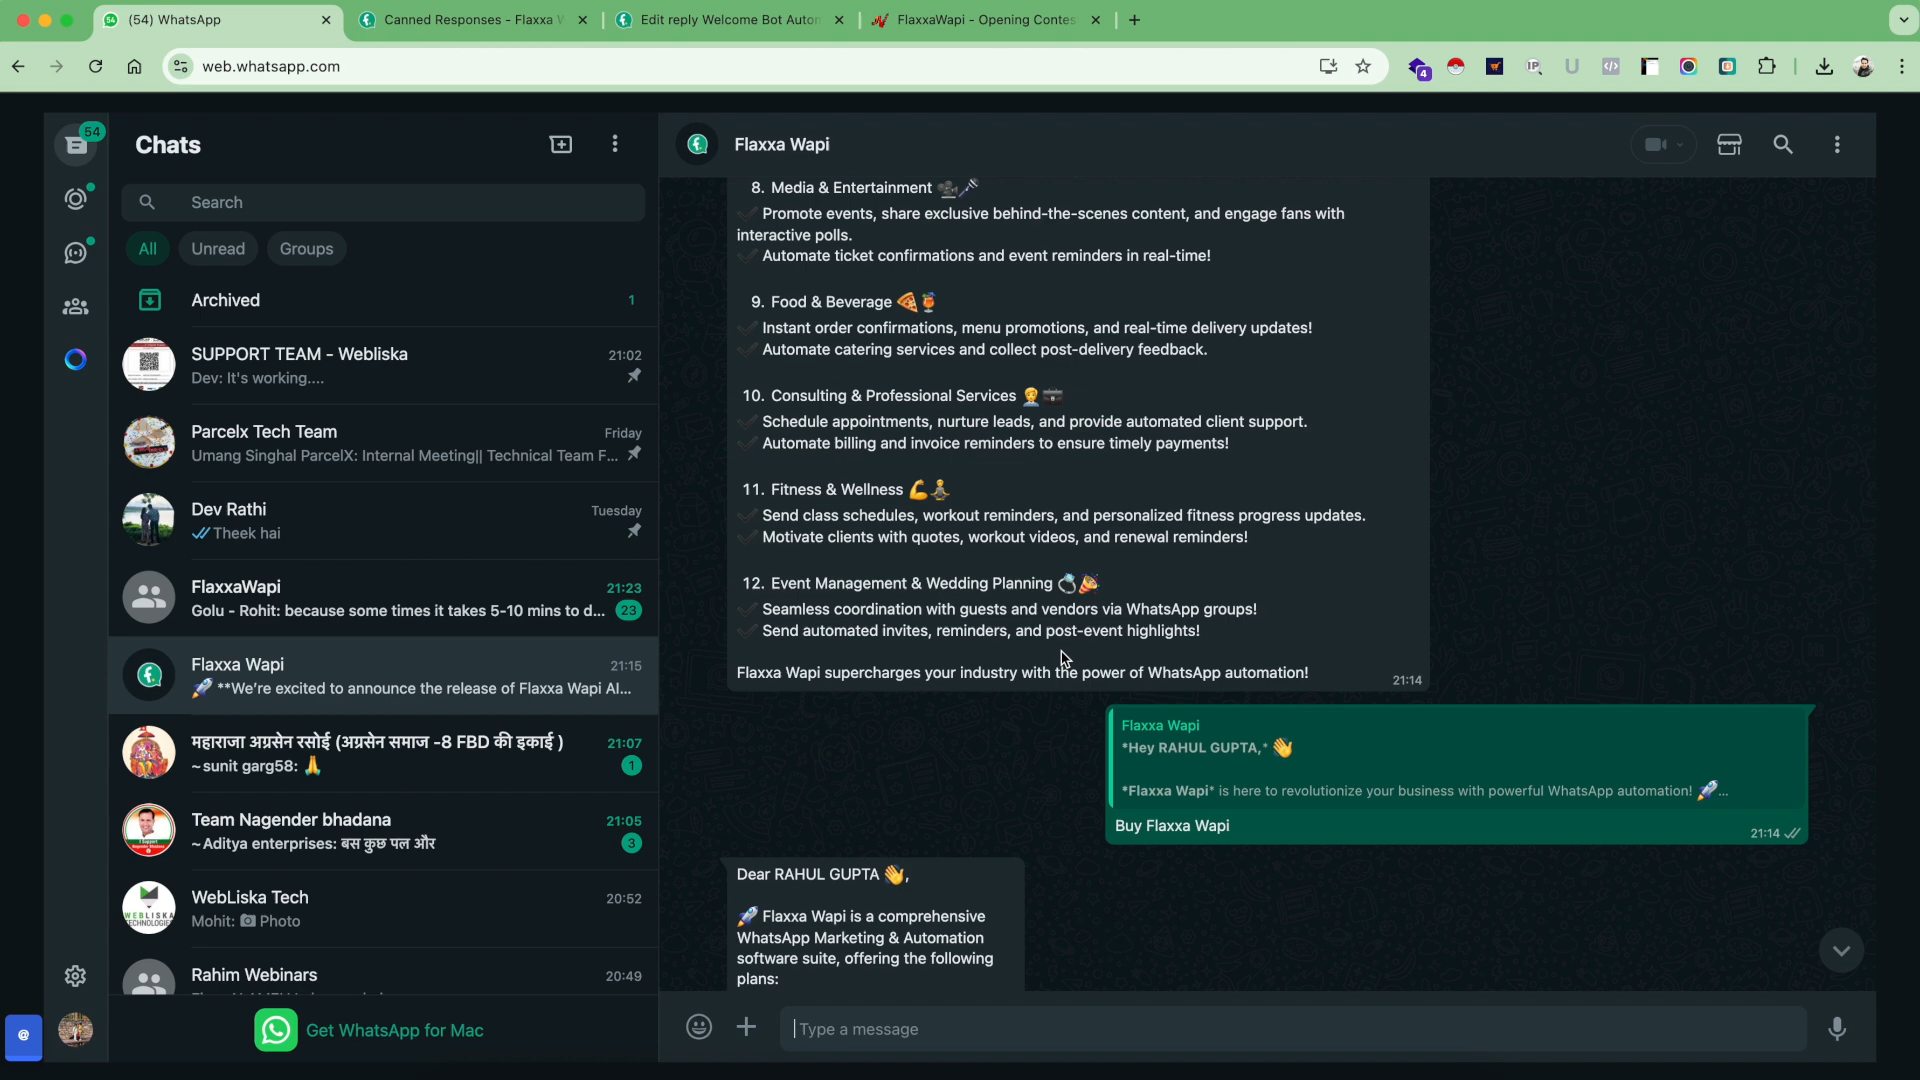 (54) WhatsApp
Canned Responses - Flaxxa W
Edit reply Welcome Bot Auton
FlaxxaWapi - Opening Contes
web.whatsapp.com
4
54
Chats
Search
All
Unread
Groups
Archived
1
SUPPORT TEAM - Webliska
21:02
Dev: It's working....
Parcelx Tech Team
Friday
Umang Singhal ParcelX: Internal Meeting|| Technical Team F...
Dev Rathi
Tuesday
Theek hai
FlaxxaWapi
21:23
Golu - Rohit: because some times it takes 5-10 mins to d...
23
Flaxxa Wapi
21:15
🚀 **We're excited to announce the release of Flaxxa Wapi AI...
महाराजा अग्रसेन रसोई (अग्रसेन समाज -8 FBD की इकाई )
21:07
~sunit garg58: 🙏
1
Team Nagender bhadana
21:05
~Aditya enterprises: बस कुछ पल और
3
WebLiska Tech
20:52
Mohit: 📷 Photo
Rahim Webinars
20:49
Get WhatsApp for Mac
@
Flaxxa Wapi
8. Media & Entertainment 🎥🎤
✔ Promote events, share exclusive behind-the-scenes content, and engage fans with
interactive polls.
✔ Automate ticket confirmations and event reminders in real-time!
9. Food & Beverage 🍕🍹
✔ Instant order confirmations, menu promotions, and real-time delivery updates!
✔ Automate catering services and collect post-delivery feedback.
10. Consulting & Professional Services 👨‍💼💼
✔ Schedule appointments, nurture leads, and provide automated client support.
✔ Automate billing and invoice reminders to ensure timely payments!
11. Fitness & Wellness 💪🧘
✔ Send class schedules, workout reminders, and personalized fitness progress updates.
✔ Motivate clients with quotes, workout videos, and renewal reminders!
12. Event Management & Wedding Planning 💍🎉
✔ Seamless coordination with guests and vendors via WhatsApp groups!
✔ Send automated invites, reminders, and post-event highlights!
Flaxxa Wapi supercharges your industry with the power of WhatsApp automation!
21:14
Flaxxa Wapi
*Hey RAHUL GUPTA,* 👋
*Flaxxa Wapi* is here to revolutionize your business with powerful WhatsApp automation! 🚀...
Buy Flaxxa Wapi
21:14
Dear RAHUL GUPTA 👋,
🚀 Flaxxa Wapi is a comprehensive
WhatsApp Marketing & Automation
software suite, offering the following
plans:
Type a message